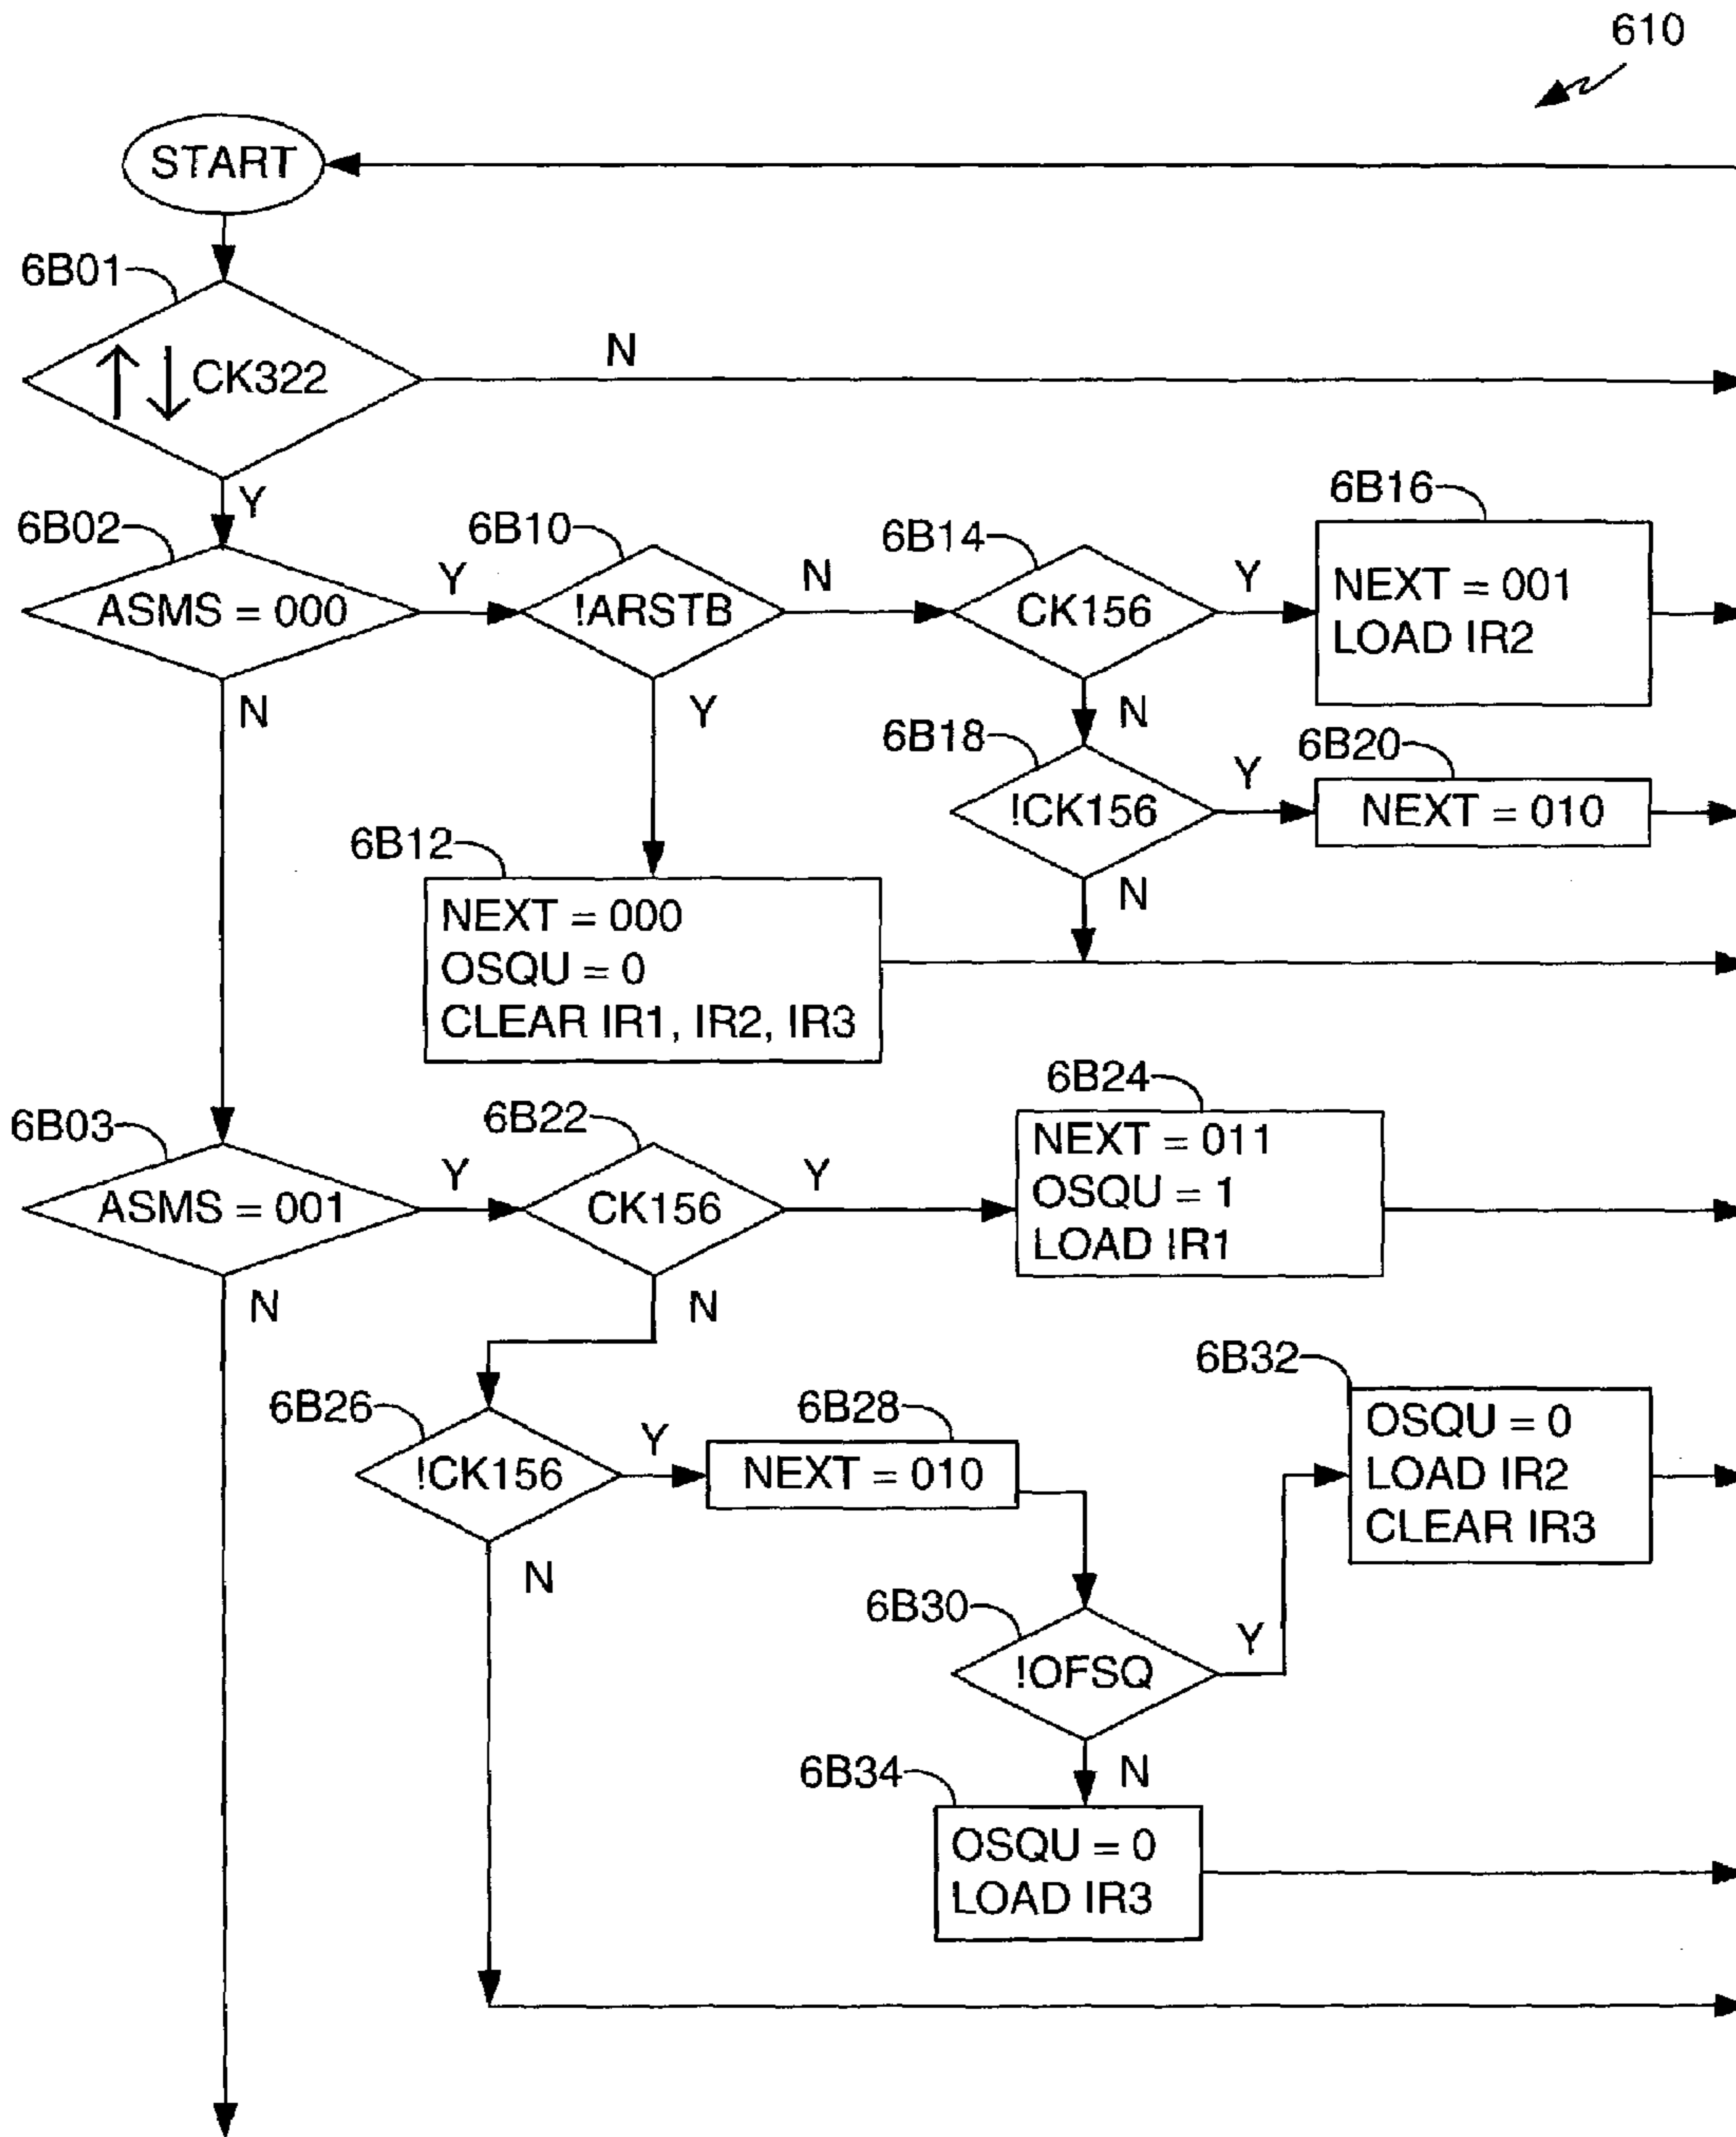 610
START
6B01
↑ ↓ CK322
N
Y
6B02
ASMS = 000
Y
N
6B10
!ARSTB
N
Y
6B14
CK156
Y
N
6B16
NEXT = 001
LOAD IR2
6B18
!CK156
Y
N
6B20
NEXT = 010
6B12
NEXT = 000
OSQU = 0
CLEAR IR1, IR2, IR3
6B03
ASMS = 001
Y
N
6B22
CK156
Y
N
6B24
NEXT = 011
OSQU = 1
LOAD IR1
6B26
!CK156
Y
N
6B28
NEXT = 010
6B30
!OFSQ
Y
N
6B32
OSQU = 0
LOAD IR2
CLEAR IR3
6B34
OSQU = 0
LOAD IR3